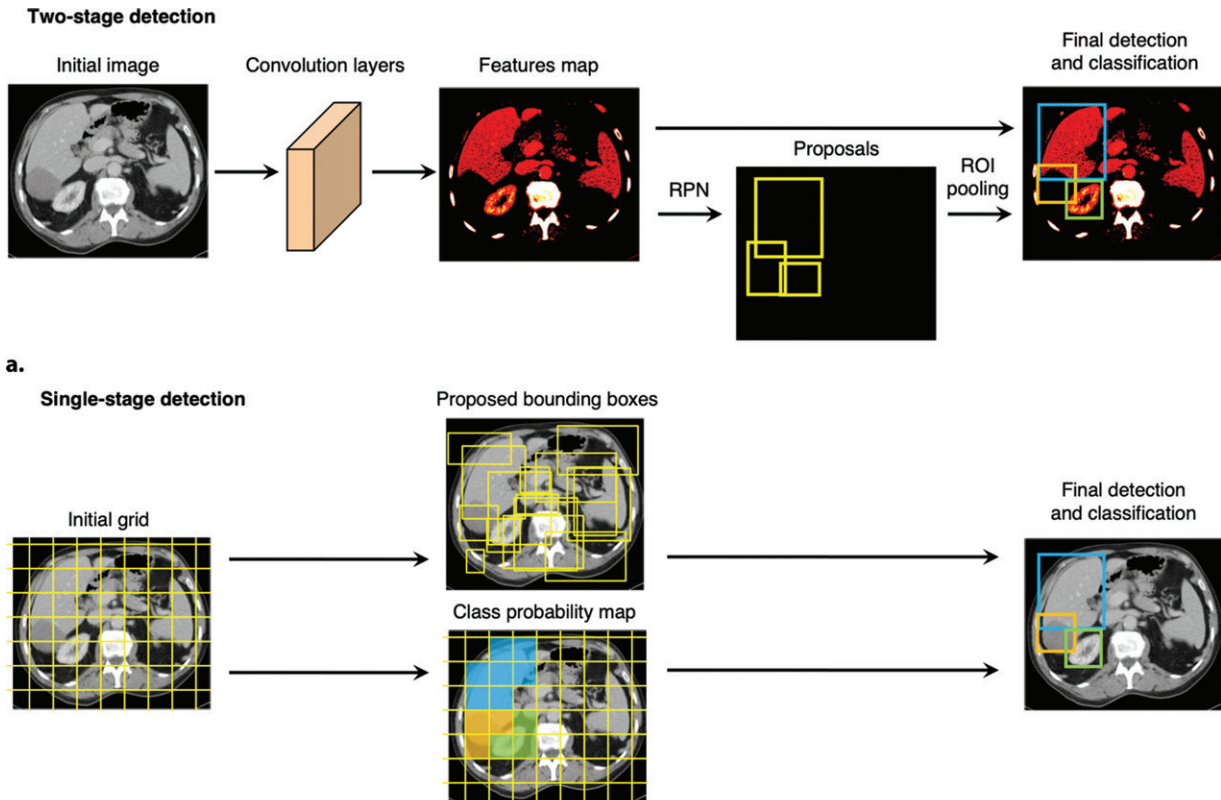 Two-stage detection
Initial image
Convolution layers
Features map
Final detection
and classification
RPN
Proposals
ROI
pooling
a.
Single-stage detection
Initial grid
Proposed bounding boxes
Class probability map
Final detection
and classification